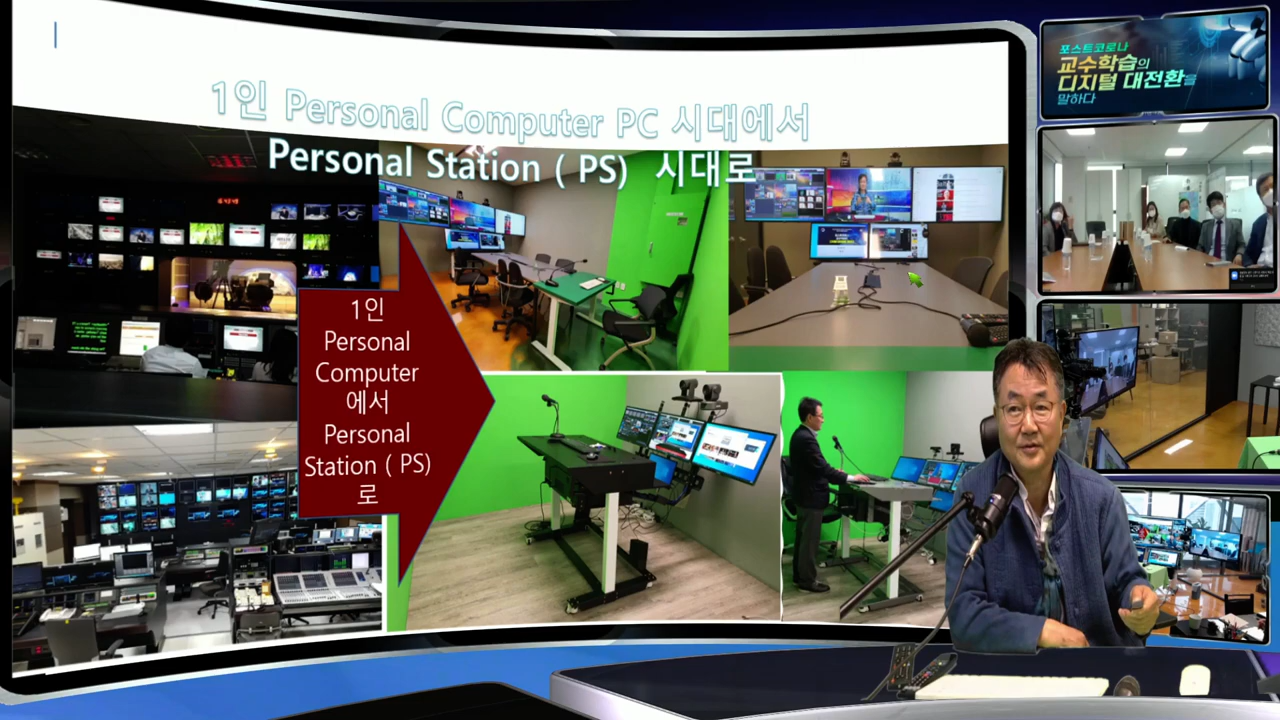 1인 Personal Computer PC 시대에서
Personal Station ( PS) 시대로
1인
Personal
Computer
에서
Personal
Station ( PS)
로
포스트코로나
교수학습의
디지털 대전환을
말하다